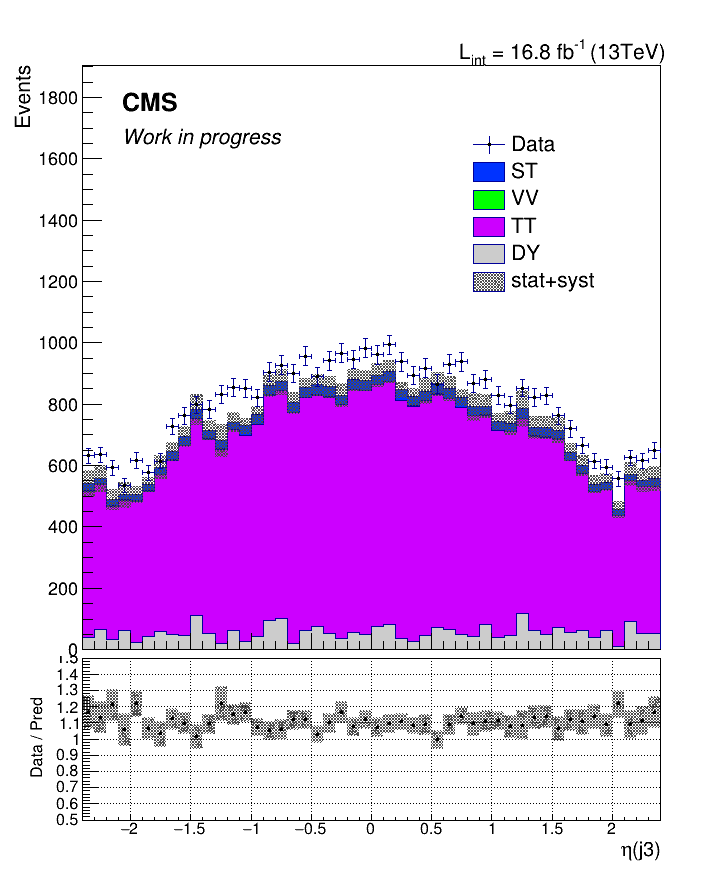 L_int = 16.8 fb^-1 (13TeV)
Events
CMS
Work in progress
Data
ST
VV
TT
DY
stat+syst
1800
1600
1400
1200
1000
800
600
400
200
0
Data / Pred
1.5
1.4
1.3
1.2
1.1
1
0.9
0.8
0.7
0.6
0.5
−2 −1.5 −1 −0.5 0 0.5 1 1.5 2
η(j3)